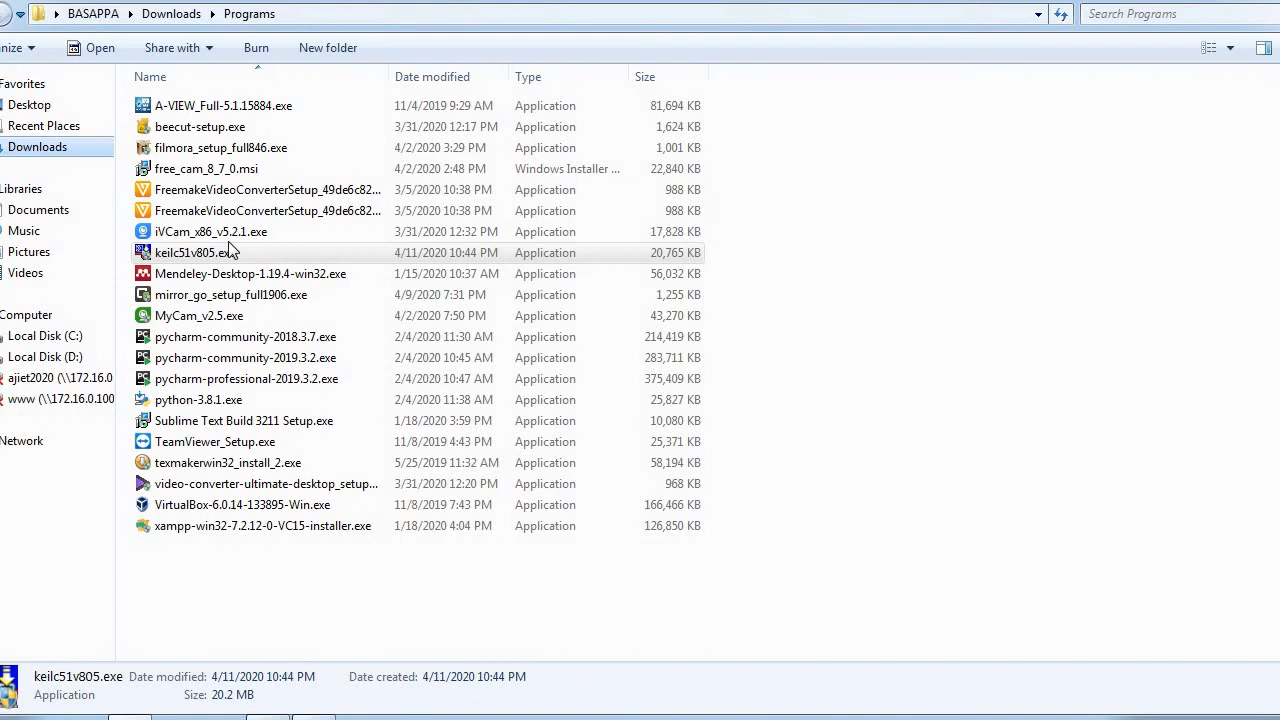 BASAPPA Downloads Programs Search Programs
nize Open Share with Burn New folder
Name Date modified Type Size
avorites
Desktop
Recent Places
Downloads
ibraries
Documents
Music
Pictures
Videos
Computer
Local Disk (C:)
Local Disk (D:)
ajiet2020 (\\172.16.0
www (\\172.16.0.100
Network
A-VIEW_Full-5.1.15884.exe 11/4/2019 9:29 AM Application 81,694 KB
beecut-setup.exe 3/31/2020 12:17 PM Application 1,624 KB
filmora_setup_full846.exe 4/2/2020 3:29 PM Application 1,001 KB
free_cam_8_7_0.msi 4/2/2020 2:48 PM Windows Installer ... 22,840 KB
FreemakeVideoConverterSetup_49de6c82... 3/5/2020 10:38 PM Application 988 KB
FreemakeVideoConverterSetup_49de6c82... 3/5/2020 10:38 PM Application 988 KB
iVCam_x86_v5.2.1.exe 3/31/2020 12:32 PM Application 17,828 KB
keilc51v805.exe 4/11/2020 10:44 PM Application 20,765 KB
Mendeley-Desktop-1.19.4-win32.exe 1/15/2020 10:37 AM Application 56,032 KB
mirror_go_setup_full1906.exe 4/9/2020 7:31 PM Application 1,255 KB
MyCam_v2.5.exe 4/2/2020 7:50 PM Application 43,270 KB
pycharm-community-2018.3.7.exe 2/4/2020 11:30 AM Application 214,419 KB
pycharm-community-2019.3.2.exe 2/4/2020 10:45 AM Application 283,711 KB
pycharm-professional-2019.3.2.exe 2/4/2020 10:47 AM Application 375,409 KB
python-3.8.1.exe 2/4/2020 11:38 AM Application 25,827 KB
Sublime Text Build 3211 Setup.exe 1/18/2020 3:59 PM Application 10,080 KB
TeamViewer_Setup.exe 11/8/2019 4:43 PM Application 25,371 KB
texmakerwin32_install_2.exe 5/25/2019 11:32 AM Application 58,194 KB
video-converter-ultimate-desktop_setup... 3/31/2020 12:20 PM Application 968 KB
VirtualBox-6.0.14-133895-Win.exe 11/8/2019 7:43 PM Application 166,466 KB
xampp-win32-7.2.12-0-VC15-installer.exe 1/18/2020 4:04 PM Application 126,850 KB
keilc51v805.exe Date modified: 4/11/2020 10:44 PM Date created: 4/11/2020 10:44 PM
Application Size: 20.2 MB